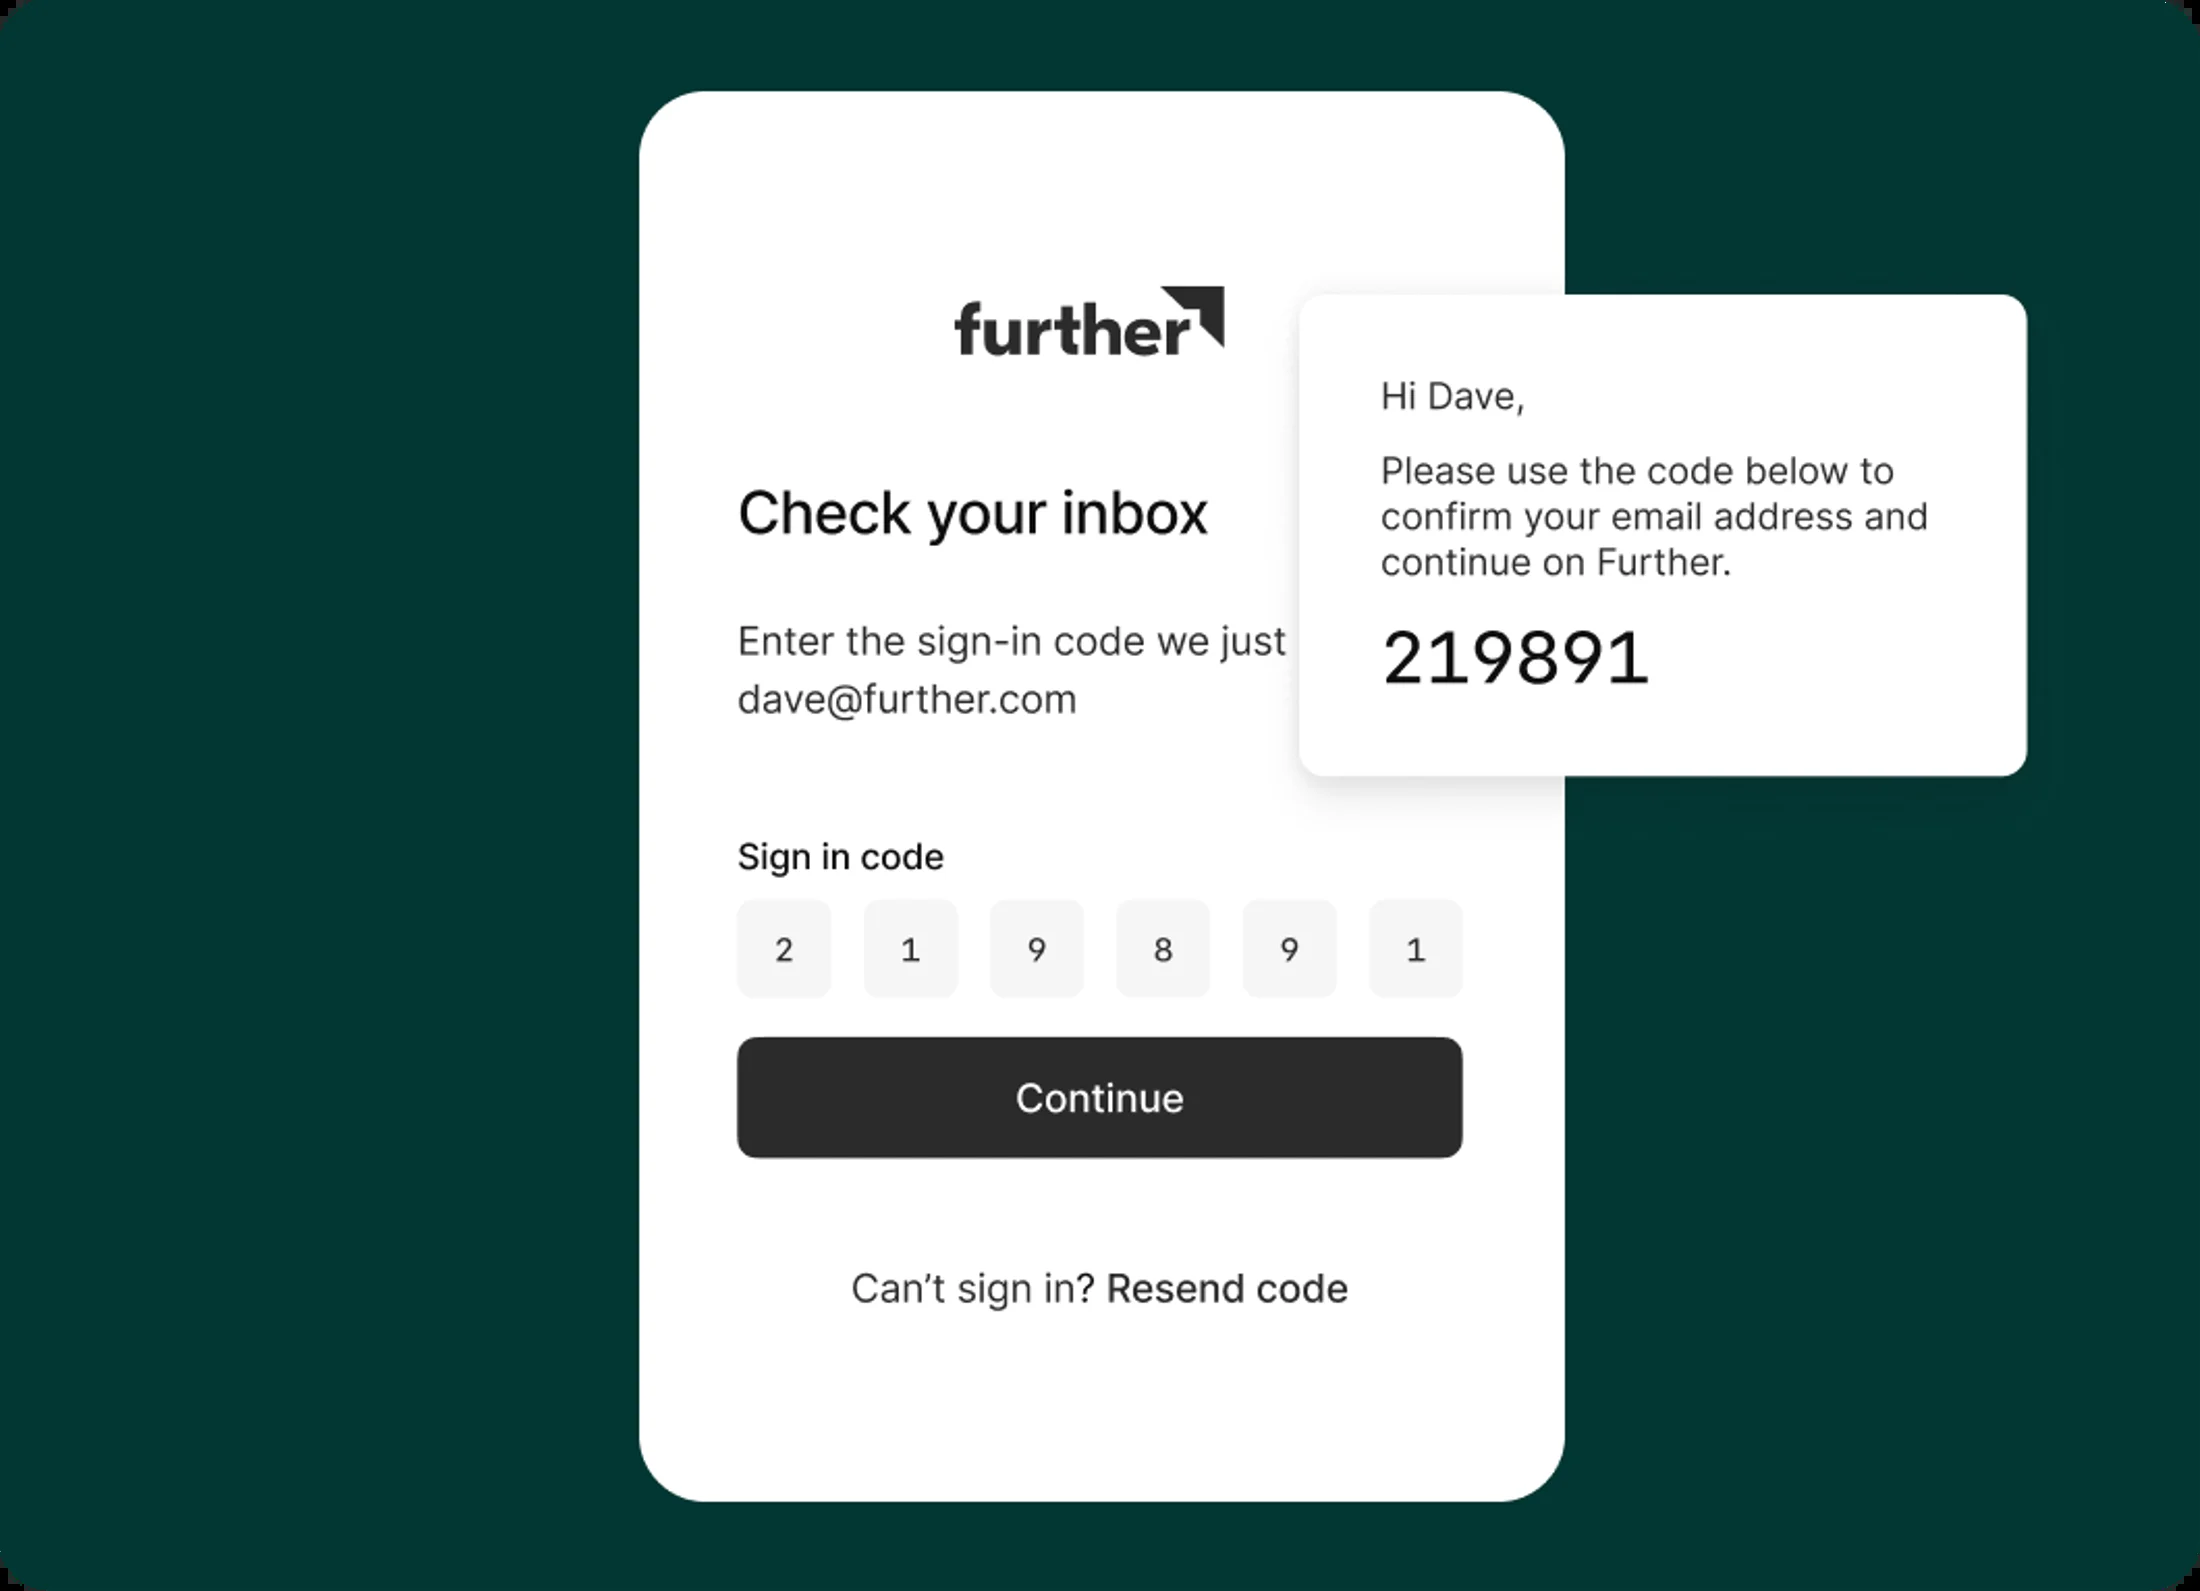 further
Check your inbox
Enter the sign-in code we just
dave@further.com
Hi Dave,
Please use the code below to
confirm your email address and
continue on Further.
219891
Sign in code
2 1 9 8 9 1
Continue
Can’t sign in? Resend code